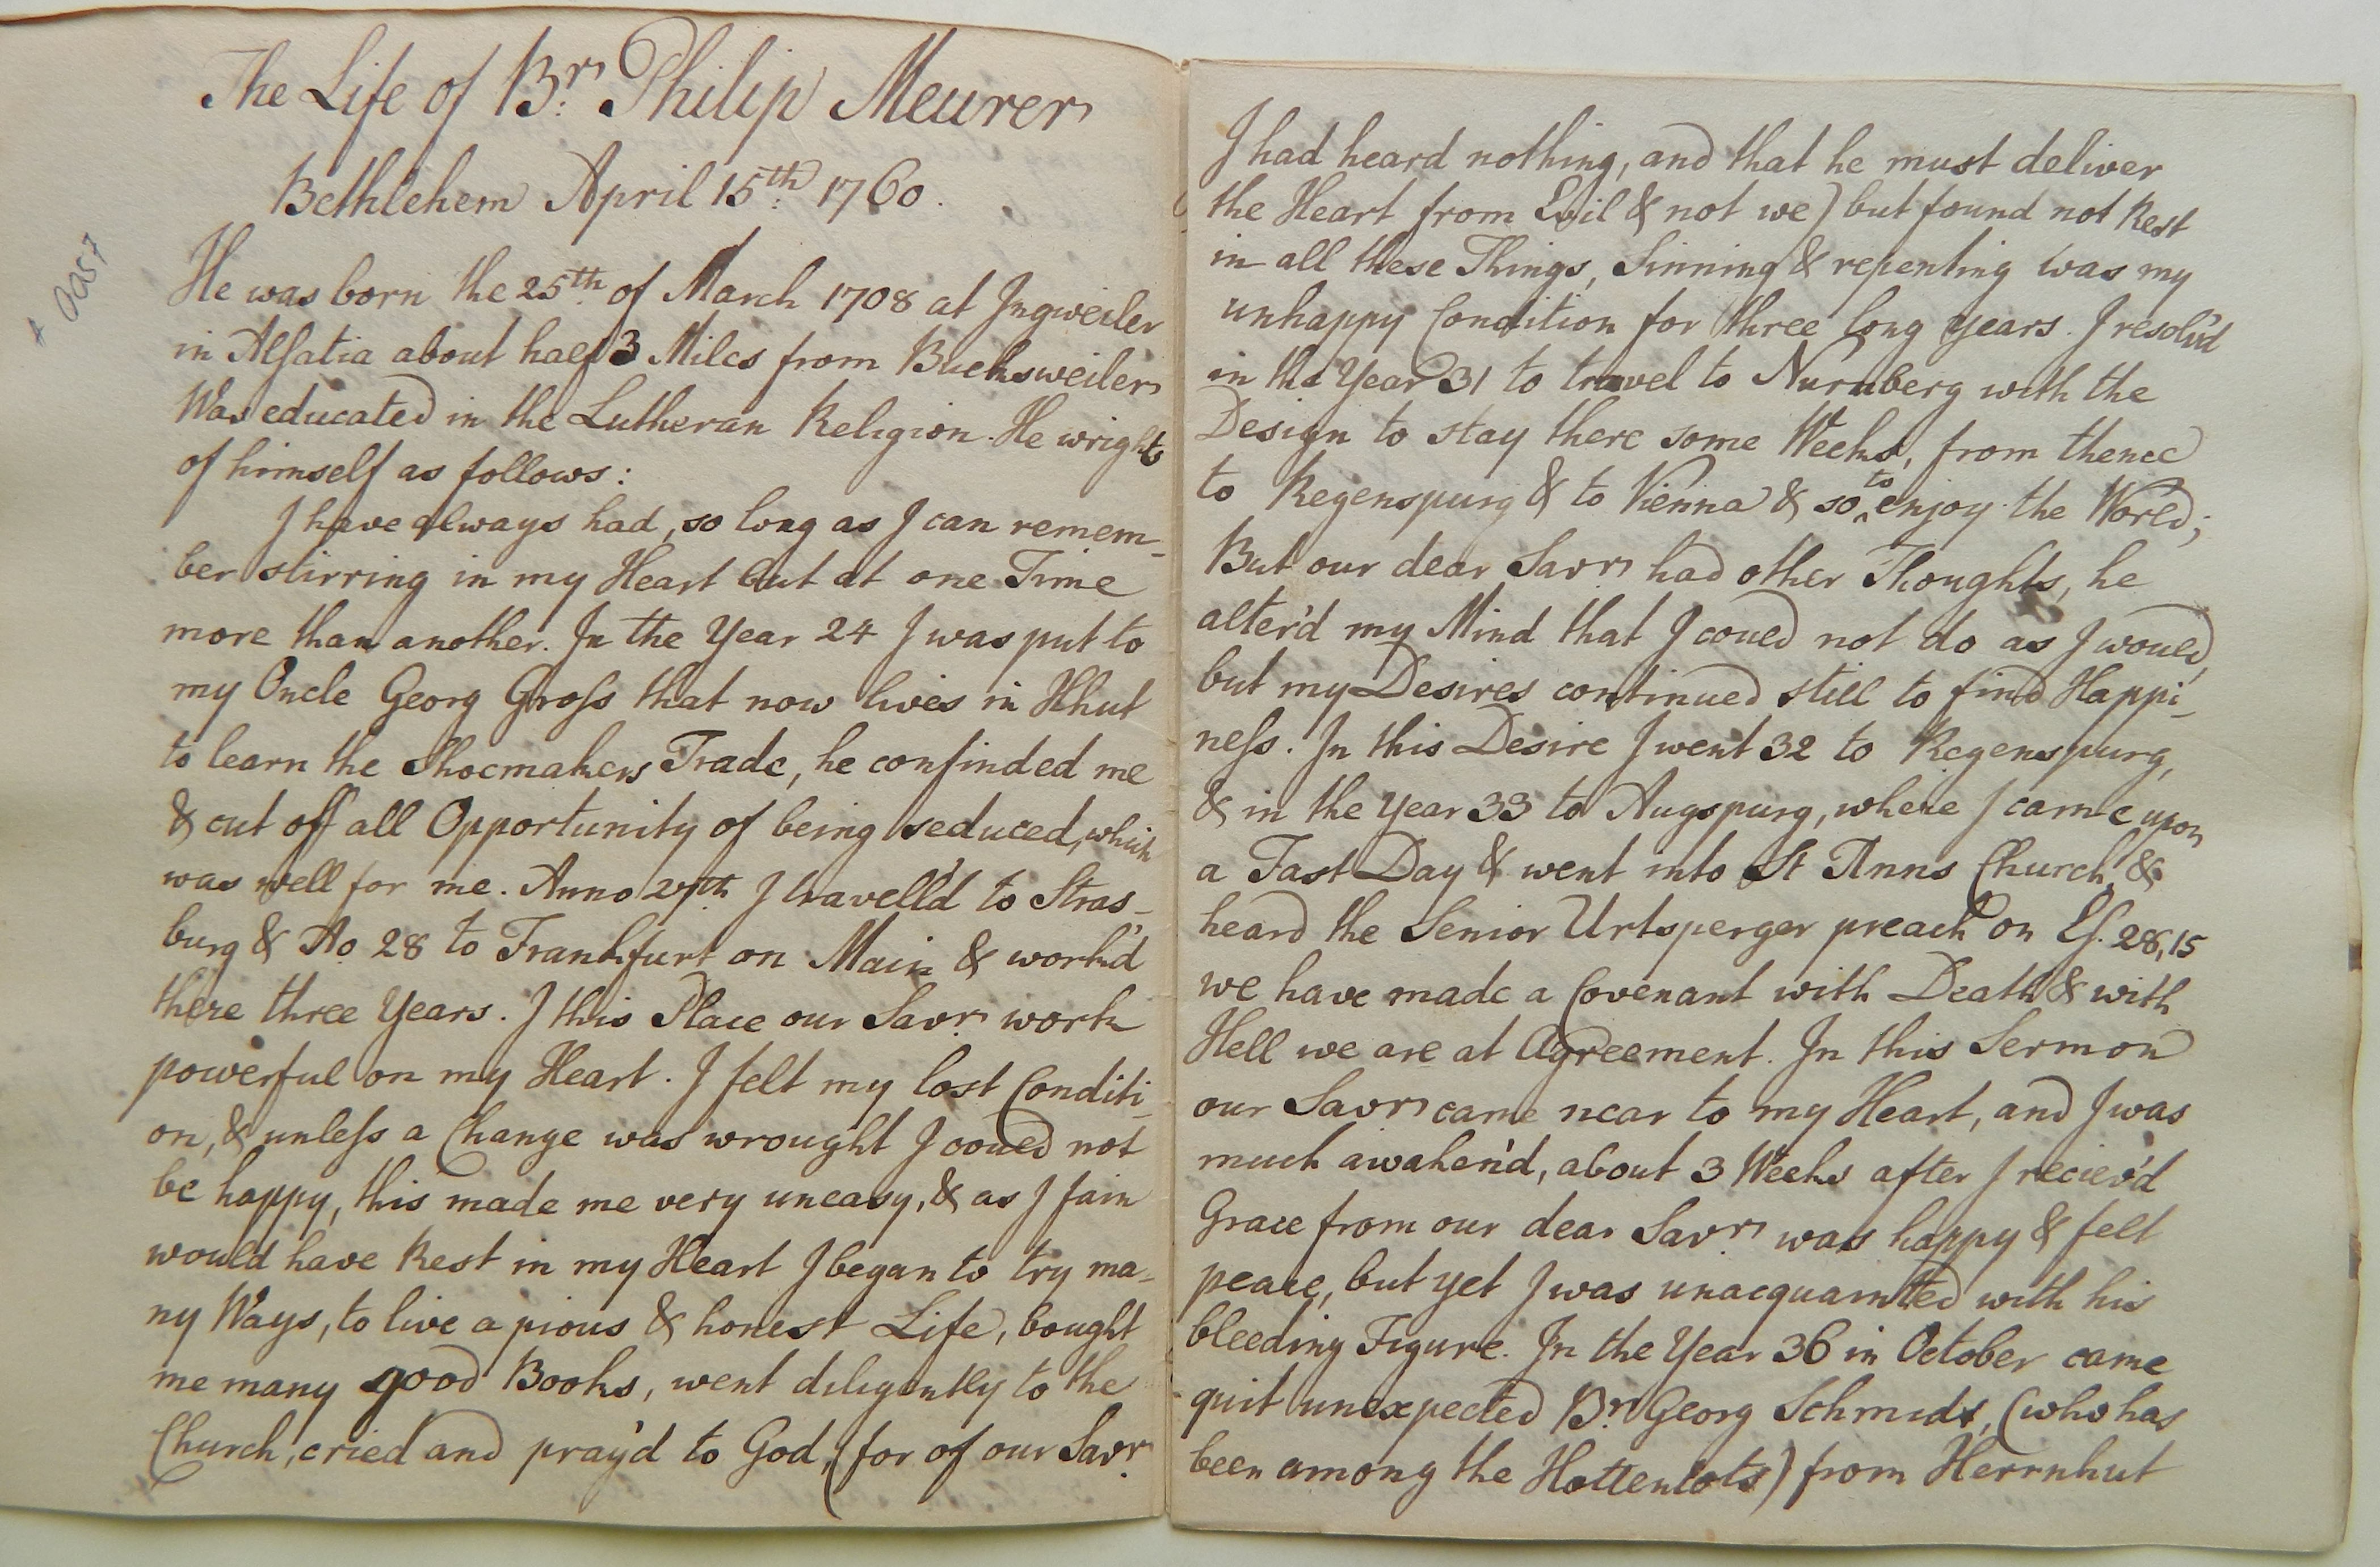 The Life of Br. Philip Meurer
Bethlehem April 15th. 1760.
0057
He was born the 25th. of March 1708 at Ingweiler
in Alsatia about half 3 Miles from Buchsweiler
Was educated in the Lutheran Religion. He wrights
of himself as follows:
I have always had, so long as I can remem-
ber stirring in my Heart but at one Time
more than another. In the Year 24 I was put to
my Oncle Georg Gross that now lives in Hhut
to learn the Shoemakers Trade, he confinded me
& cut off all Opportunity of being seduced, which
was well for me. Anno 27th. I travell'd to Stras-
burg & Ao. 28 to Frankfurt on Main & work'd
there three Years. I this Place our Savr. work
powerful on my Heart. I felt my lost Conditi-
on, & unless a Change was wrought I coued not
be happy, this made me very uneasy, & as I fain
would have Rest in my Heart I began to try ma-
ny Ways, to live a pious & honest Life, bought
me many good Books, went diligently to the
Church, cried and pray'd to God, (for of our Savr.
I had heard nothing, and that he must deliver
the Heart from Evil & not we) but found not Rest
in all these Things, Sinning & repenting was my
unhappy Condition for three long Years. I resolv'd
in the Year 31 to travel to Nurnberg with the
Design to stay there some Weeks, from thence
to Regenspurg & to Vienna & so to enjoy the World;
But our dear Savr. had other Thoughts, he
alter'd my Mind that I coued not do as I woued,
but my Desires continued still to find Happi-
ness. In this Desire I went 32 to Regenspurg,
& in the Year 33 to Augspurg, where I came upon
a Fast Day & went into St Anns Church, &
heard the Senior Urtsperger preach on Es. 28,15
we have made a Covenant with Death & with
Hell we are at Agreement. In this Sermon
our Savr. came near to my Heart, and I was
much awaken'd, about 3 Weeks after I reciev'd
Grace from our dear Savr. was happy & felt
peace, but yet I was unacquainted with his
bleeding Figure. In the Year 36 in October came
quit unexpected Br. Georg Schmidt, (who has
been among the Hottentots) from Herrnhut